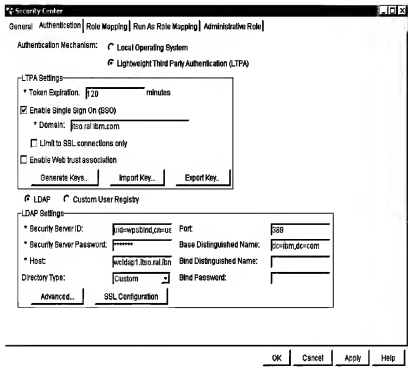 Security Center
General Authentication Role Mapping Run As Role Mapping Administrative Role
Authentication Mechanism: Local Operating System
Lightweight Third Party Authentication (LTPA)
LTPA Settings
* Token Expiration: 120 minutes
Enable Single Sign On (SSO)
* Domain: itso.ral.ibm.com
Limit to SSL connections only
Enable Web trust association
Generate Keys... Import Key... Export Key..
LDAP Custom User Registry
LDAP Settings
* Security Server ID: uid=wpsbind,cn=us Port: 389
* Security Server Password: ******* Base Distinguished Name: dc=ibm,dc=com
* Host: wcldap1.itso.ral.ibn Bind Distinguished Name:
Directory Type: Custom Bind Password:
Advanced... SSL Configuration
OK Cancel Apply Help